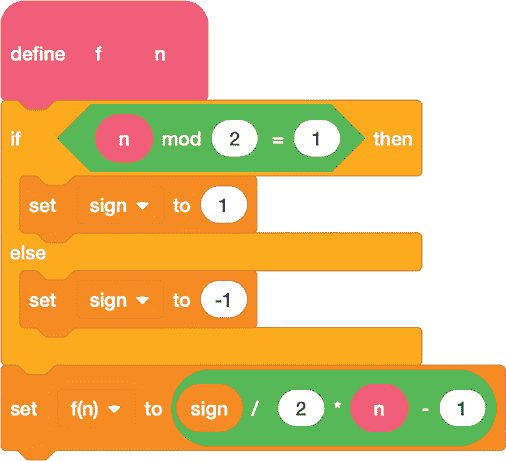 define f n
if n mod 2 = 1 then
set sign to 1
else
set sign to -1
set f(n) to sign / 2 * n - 1